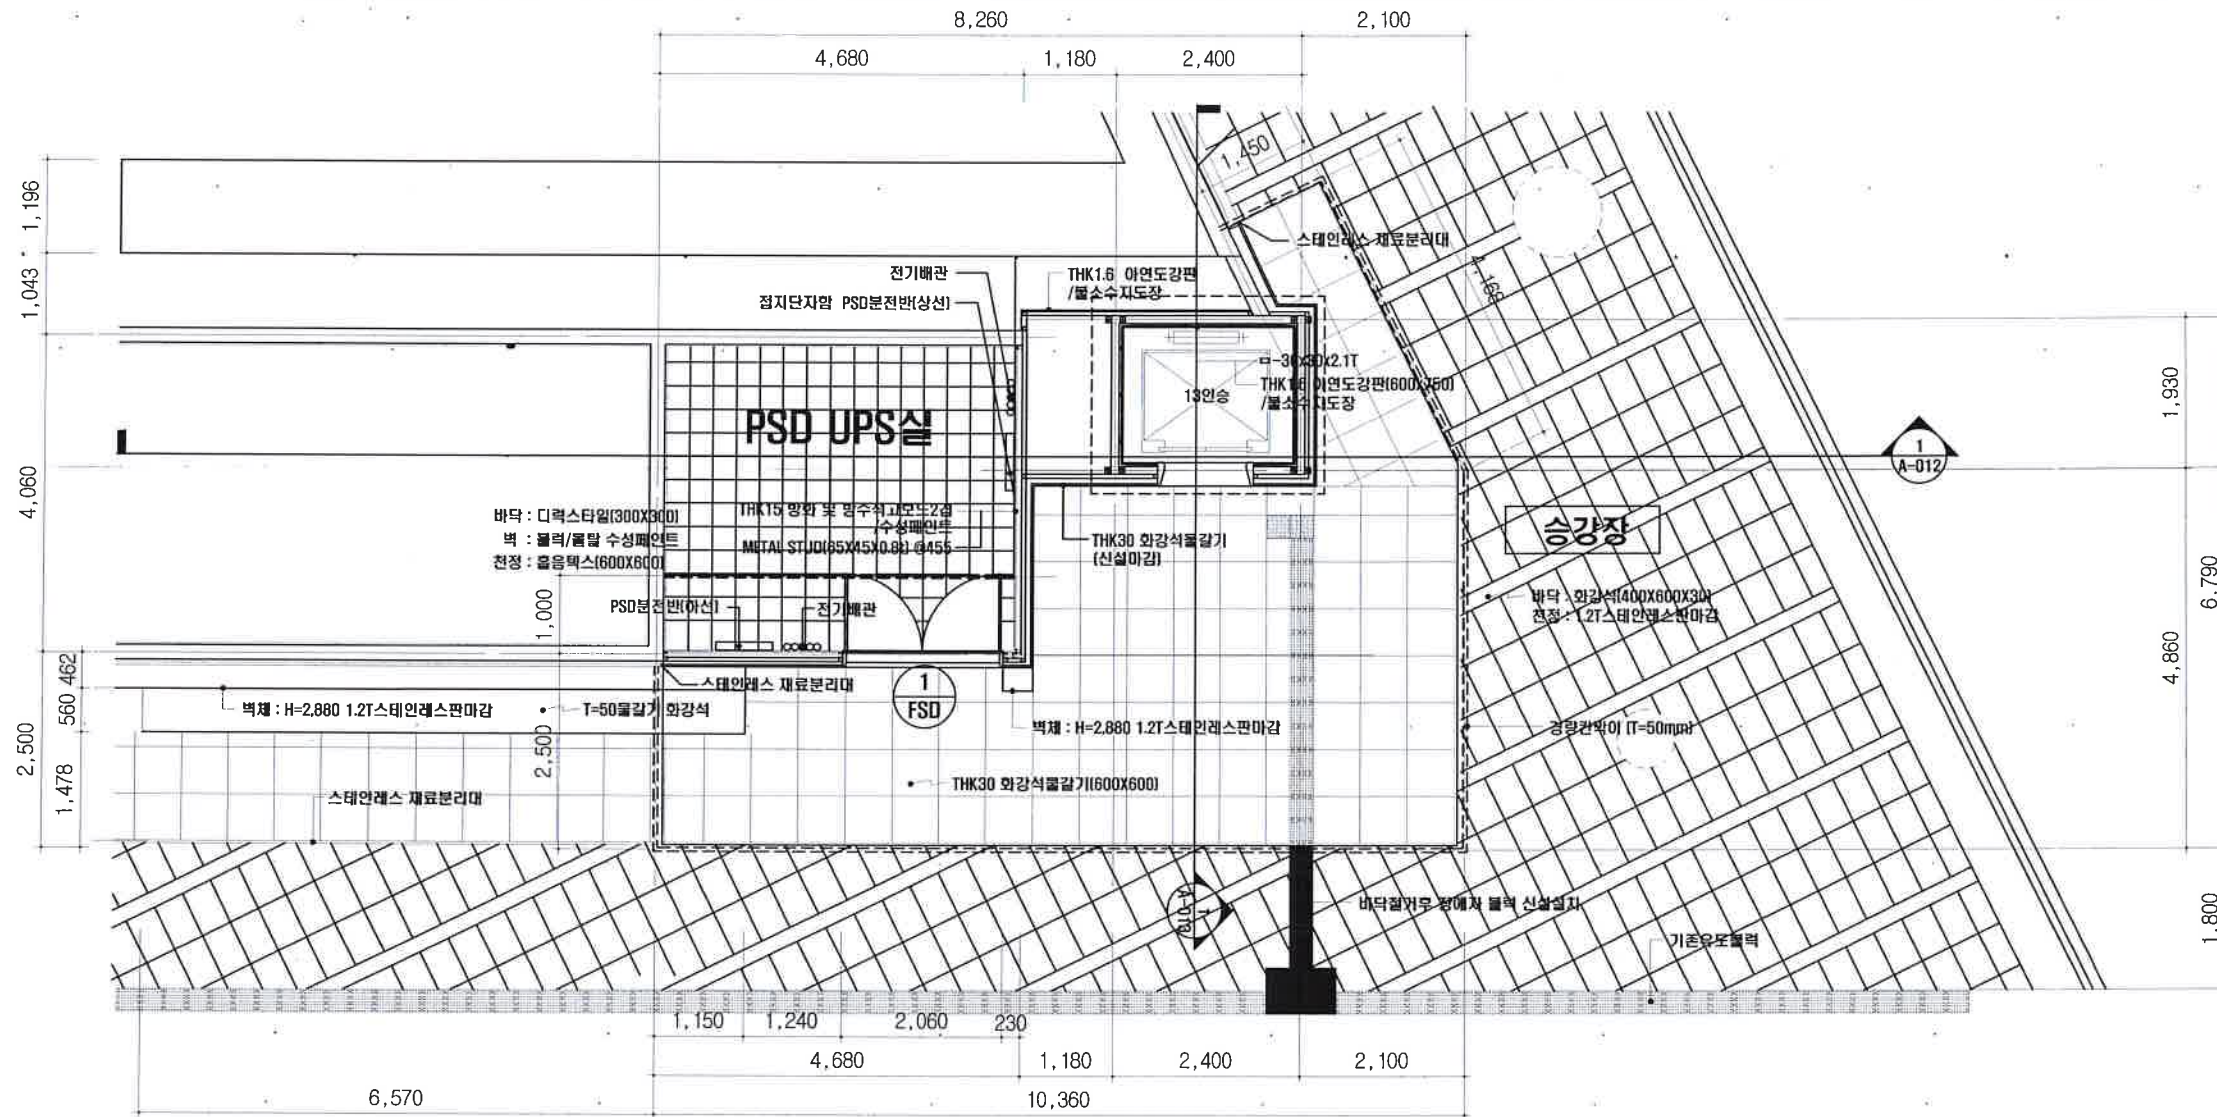 8,260
2,100
4,680
1,180
2,400
1,450
1,196
1,043
4,060
2,500
462
560
1,478
스테인레스 재료분리대
4,168
전기배관
접지단자함 PSD분전반(상선)
THK1.6 아연도강판
/불소수지도장
ㅁ-30x30x2.1T
THK1.6 아연도강판(600x750)
/불소수지도장
13인승
PSD UPS실
1,930
1
A-012
6,790
4,860
1,800
바닥 : 디럭스타일(300X300)
벽 : 블럭/몰탈 수성페인트
천정 : 흡음텍스(600X600)
THK15 방화 및 방수석고보드2겹
/수성페인트
METAL STUD(65X45X0.8t) @455
THK30 화강석물갈기
(신설마감)
승강장
바닥 : 화강석(400X600X30)
천정 : 1.2T스테인레스판마감
1,000
PSD분전반(하선)
전기배관
스테인레스 재료분리대
1
FSD
벽체 : H=2,880 1.2T스테인레스판마감
T=50물갈기 화강석
벽체 : H=2,880 1.2T스테인레스판마감
경량칸막이 (T=50mm)
2,500
스테인레스 재료분리대
THK30 화강석물갈기(600X600)
1
A-013
바닥철거후 장애자 블럭 신설설치
기존유도블럭
1,150
1,240
2,060
230
4,680
1,180
2,400
2,100
6,570
10,360